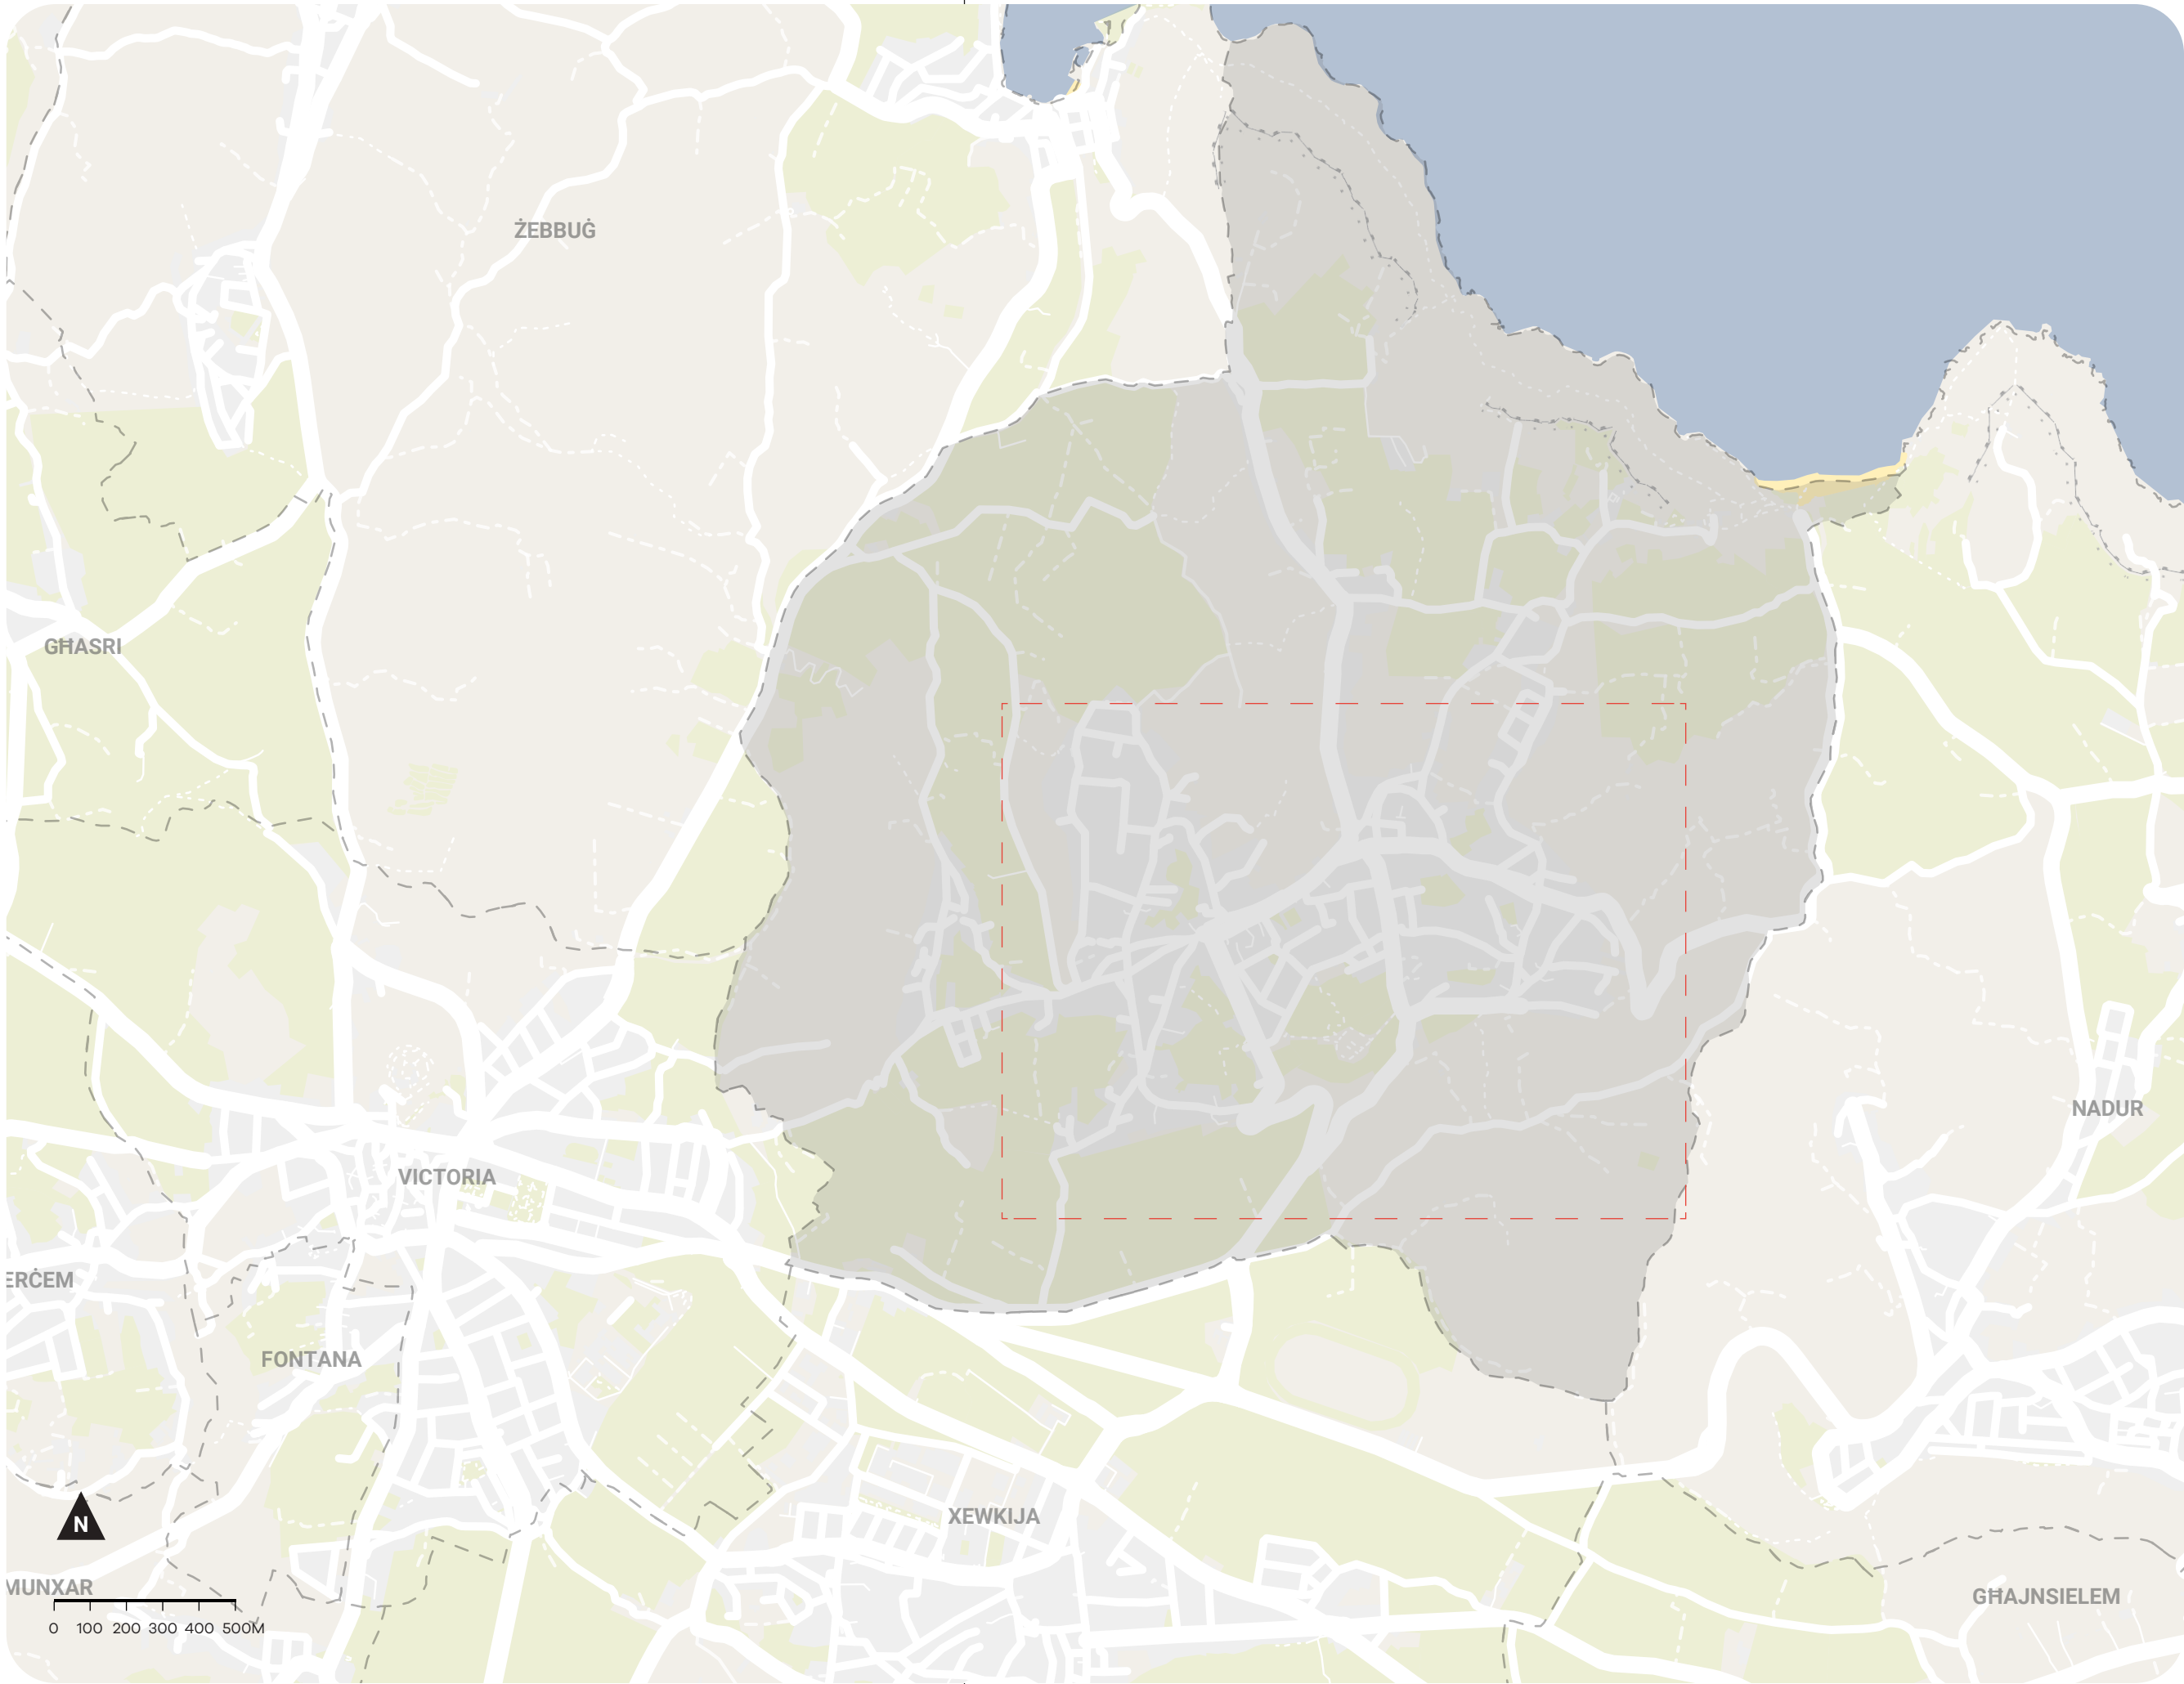 ŻEBBUĠ
GĦASRI
NADUR
VICTORIA
ERĊEM
FONTANA
XEWKIJA
N
MUNXAR
GĦAJNSIELEM
0 100 200 300 400 500M